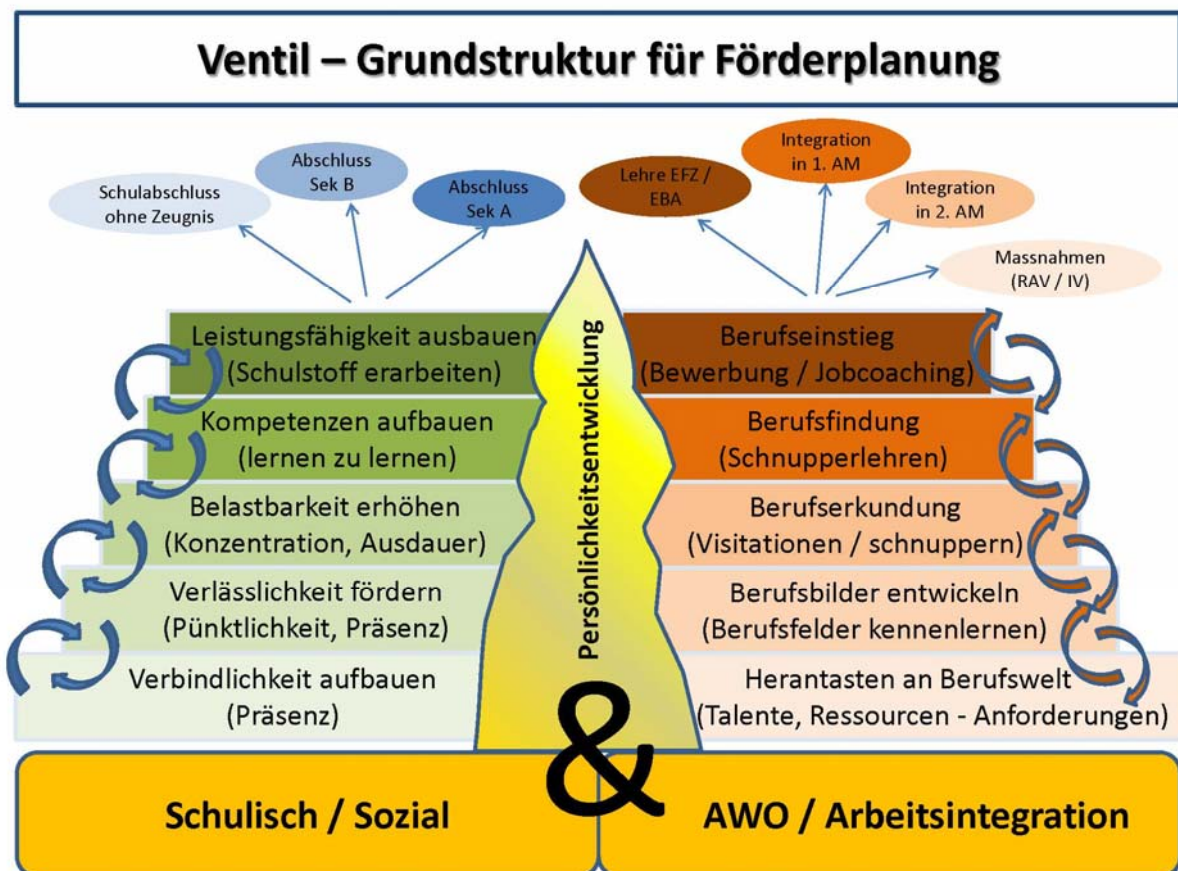 Ventil – Grundstruktur für Förderplanung
Schulabschluss
ohne Zeugnis
Abschluss
Sek B
Abschluss
Sek A
Lehre EFZ /
EBA
Integration
in 1. AM
Integration
in 2. AM
Massnahmen
(RAV / IV)
Leistungsfähigkeit ausbauen
(Schulstoff erarbeiten)
Kompetenzen aufbauen
(lernen zu lernen)
Belastbarkeit erhöhen
(Konzentration, Ausdauer)
Verlässlichkeit fördern
(Pünktlichkeit, Präsenz)
Verbindlichkeit aufbauen
(Präsenz)
Persönlichkeitsentwicklung
Berufseinstieg
(Bewerbung / Jobcoaching)
Berufsfindung
(Schnupperlehren)
Berufserkundung
(Visitationen / schnuppern)
Berufsbilder entwickeln
(Berufsfelder kennenlernen)
Herantasten an Berufswelt
(Talente, Ressourcen - Anforderungen)
Schulisch / Sozial
&
AWO / Arbeitsintegration